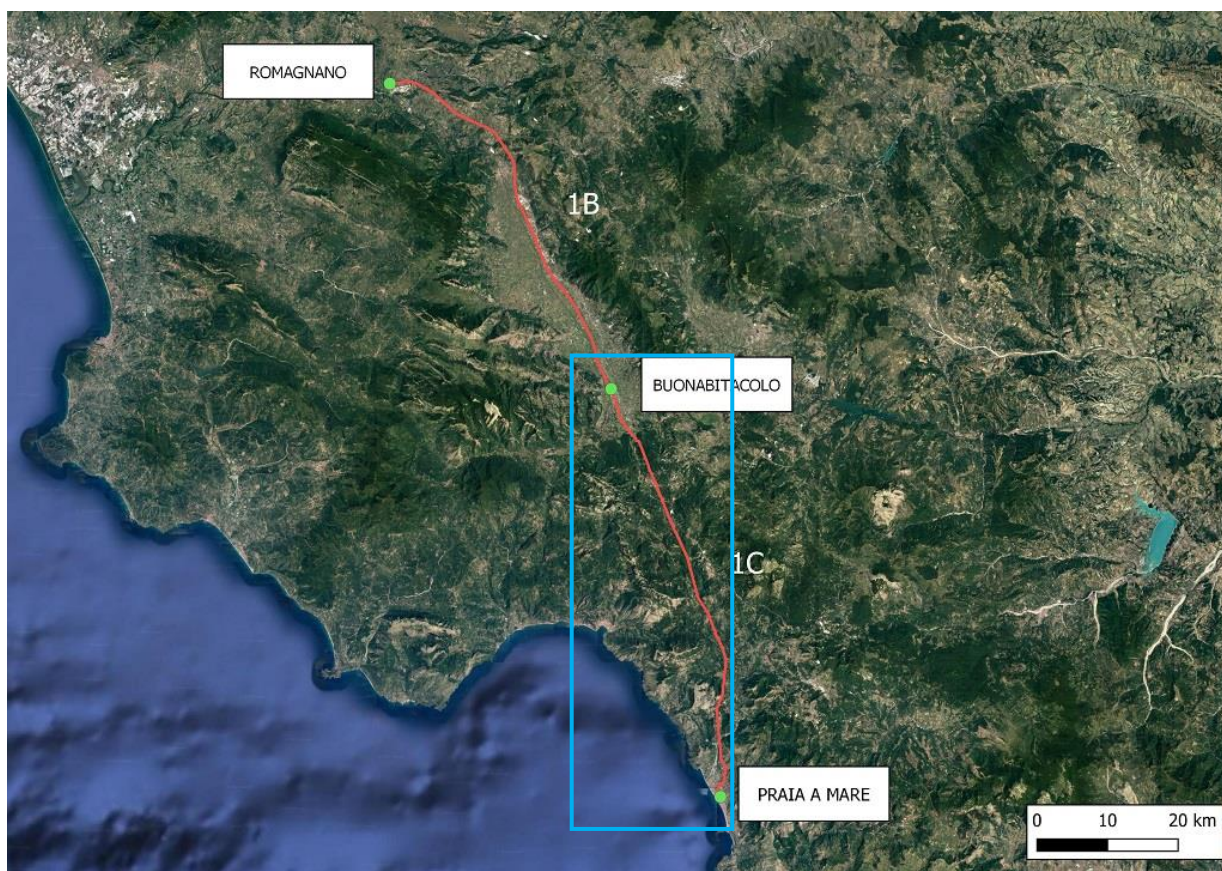 ROMAGNANO
1B
BUONABITACOLO
1C
PRAIA A MARE
0 10 20 km